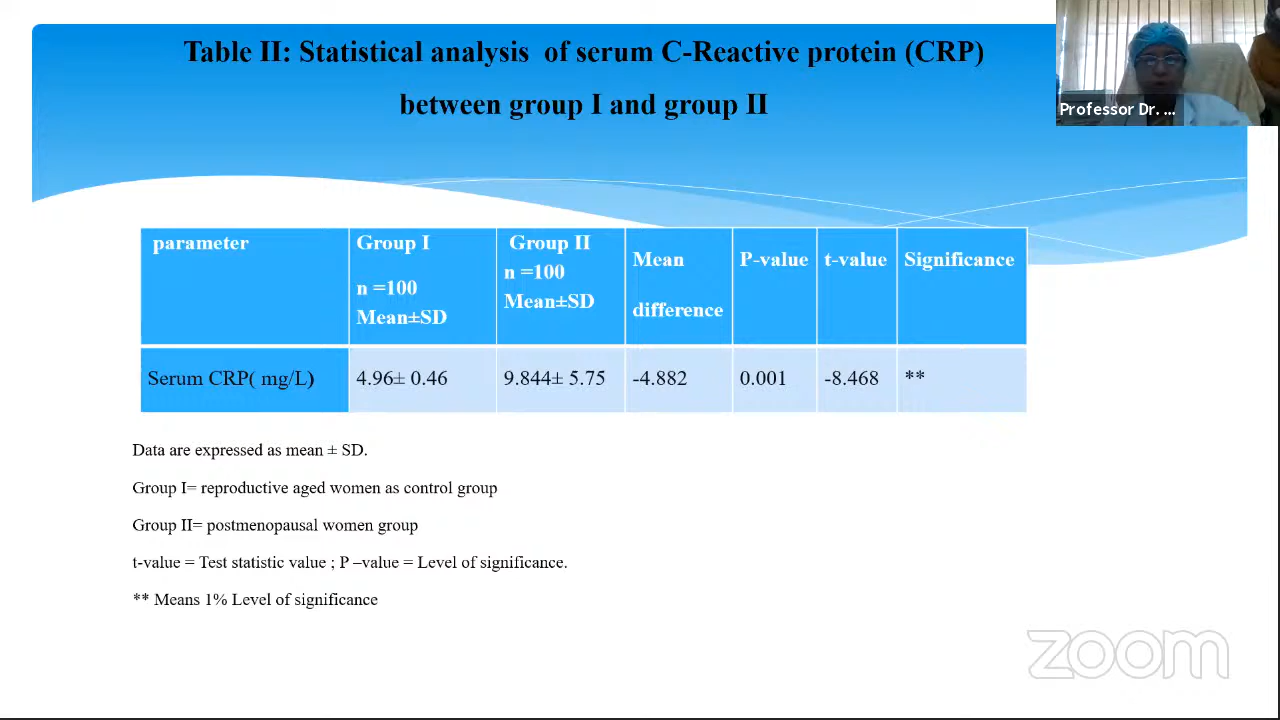 Table II: Statistical analysis of serum C-Reactive protein (CRP)
between group I and group II
Professor Dr. ...
parameter
Group I
n =100
Mean±SD
Group II
n =100
Mean±SD
Mean
difference
P-value
t-value
Significance
Serum CRP( mg/L)
4.96± 0.46
9.844± 5.75
-4.882
0.001
-8.468
**
Data are expressed as mean ± SD.
Group I= reproductive aged women as control group
Group II= postmenopausal women group
t-value = Test statistic value ; P –value = Level of significance.
** Means 1% Level of significance
zoom